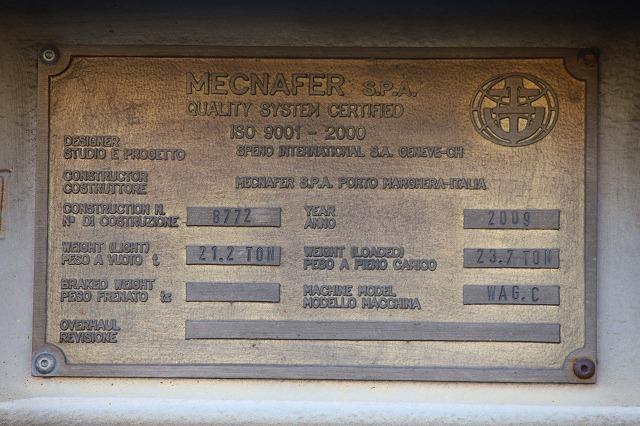 MECNAFER S.P.A.
QUALITY SYSTEM CERTIFIED
ISO 9001 - 2000
DESIGNER
STUDIO E PROGETTO SPENO INTERNATIONAL S.A. GENEVE-CH
CONSTRUCTOR
COSTRUTTORE MECNAFER S.P.A. PORTO MARGHERA-ITALIA
CONSTRUCTION N. 8772 YEAR 2009
N° DI COSTRUZIONE ANNO
WEIGHT (LIGHT) 21.2 TON WEIGHT (LOADED) 23.7 TON
PESO A VUOTO t PESO A PIENO CARICO
BRAKED WEIGHT MACHINE MODEL WAG.C
PESO FRENATO MODELLO MACCHINA
OVERHAUL
REVISIONE